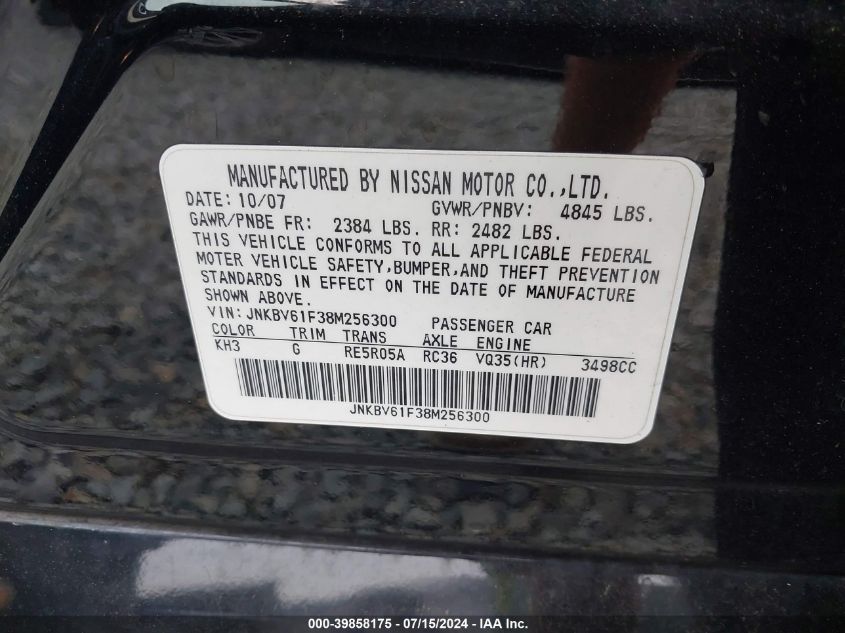 MANUFACTURED BY NISSAN MOTOR CO.,LTD.
DATE: 10/07 GVWR/PNBV: 4845 LBS.
GAWR/PNBE FR: 2384 LBS. RR: 2482 LBS.
THIS VEHICLE CONFORMS TO ALL APPLICABLE FEDERAL
MOTER VEHICLE SAFETY,BUMPER,AND THEFT PREVENTION
STANDARDS IN EFFECT ON THE DATE OF MANUFACTURE
SHOWN ABOVE.
VIN: JNKBV61F38M256300 PASSENGER CAR
COLOR TRIM TRANS AXLE ENGINE
KH3 G RE5R05A RC36 VQ35(HR) 3498CC
JNKBV61F38M256300
000-39858175 - 07/15/2024 - IAA Inc.